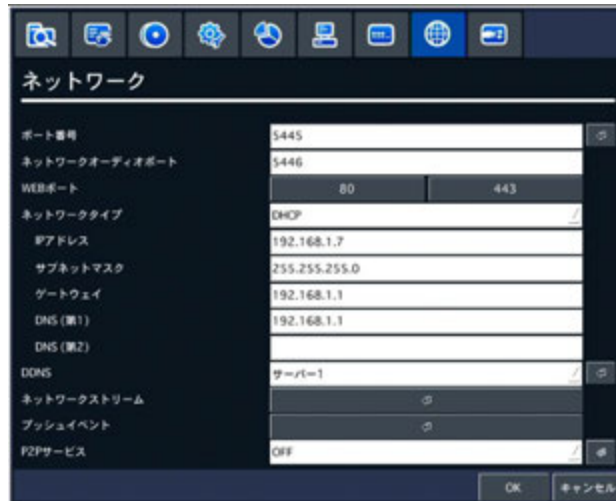 ネットワーク
ポート番号 5445
ネットワークオーディオポート 5446
WEBポート 80 443
ネットワークタイプ DHCP
IPアドレス 192.168.1.7
サブネットマスク 255.255.255.0
ゲートウェイ 192.168.1.1
DNS (第1) 192.168.1.1
DNS (第2)
DDNS サーバー1
ネットワークストリーム
プッシュイベント
P2Pサービス OFF
OK キャンセル